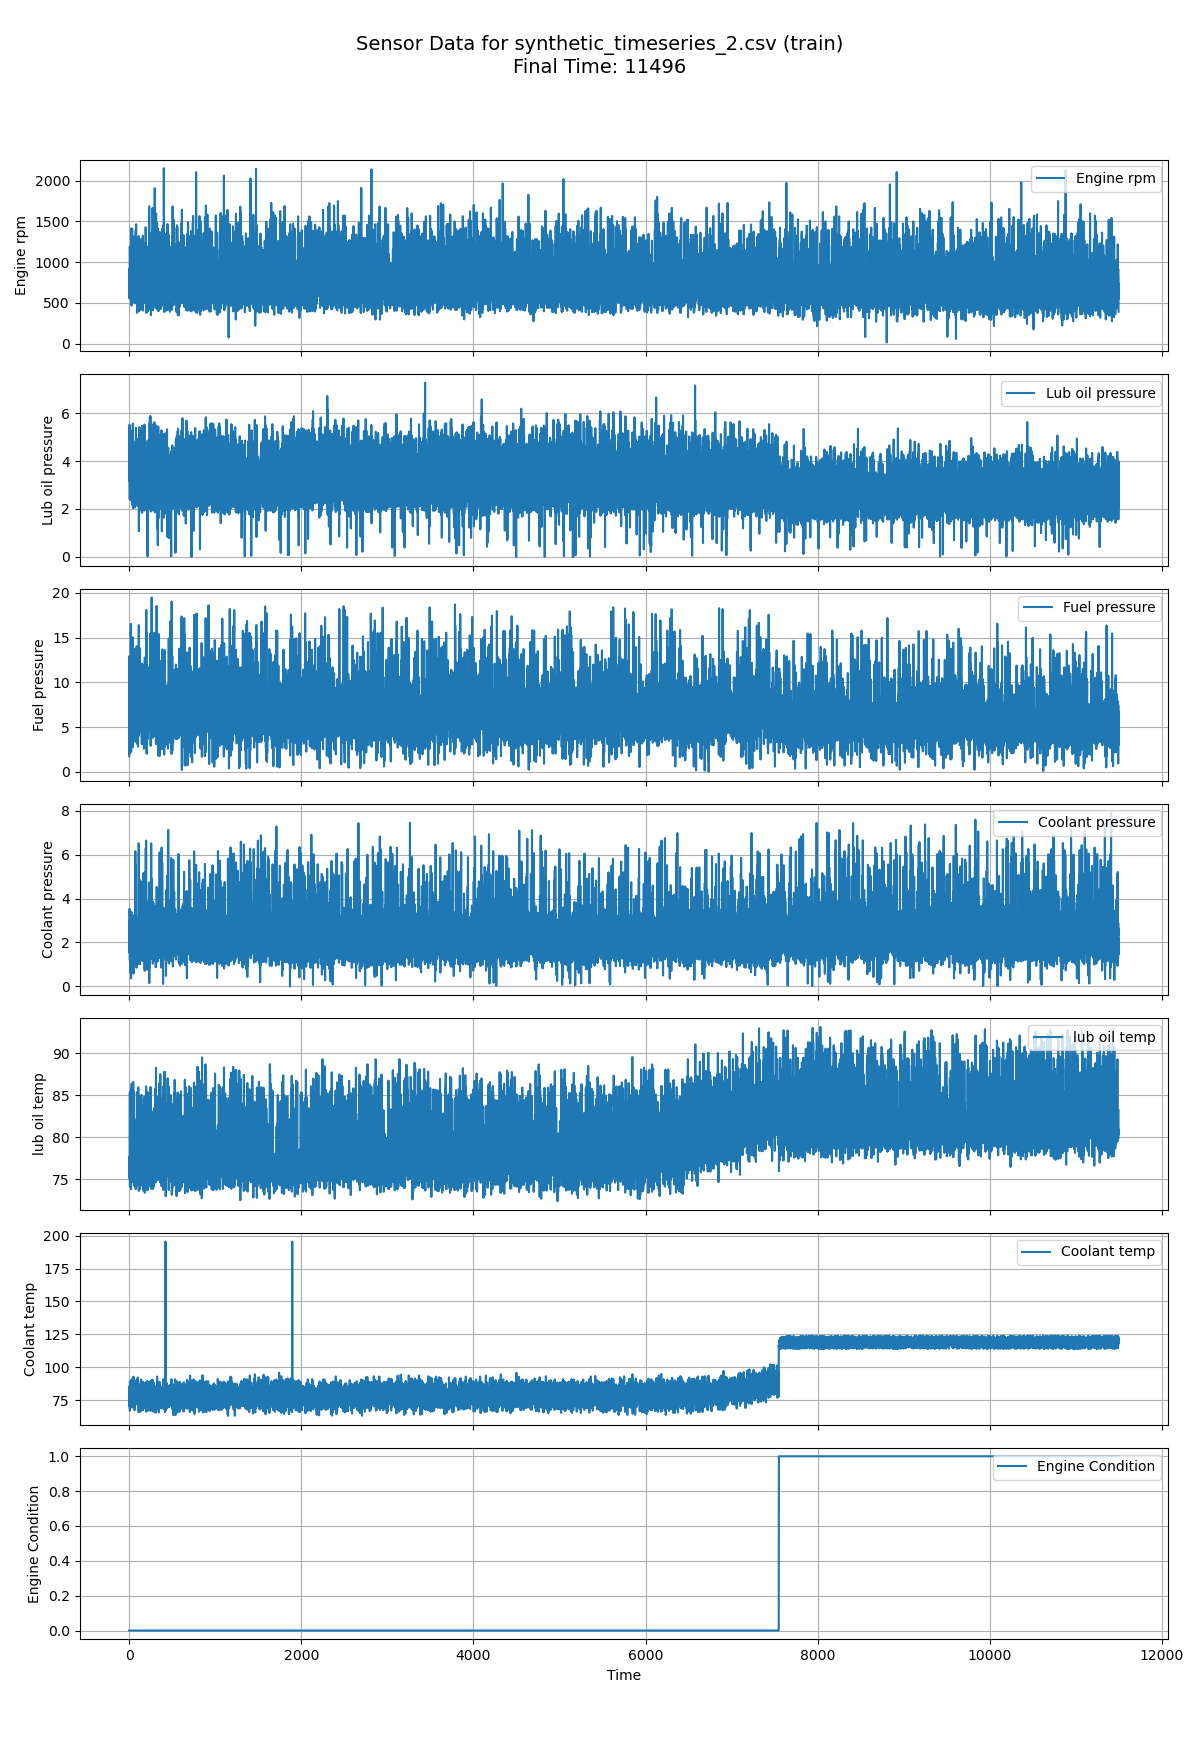 Sensor Data for synthetic_timeseries_2.csv (train)
Final Time: 11496
Engine rpm
2000
1500
1000
500
0
Engine rpm
Lub oil pressure
6
4
2
0
Lub oil pressure
Fuel pressure
20
15
10
5
0
Fuel pressure
Coolant pressure
8
6
4
2
0
Coolant pressure
lub oil temp
90
85
80
75
lub oil temp
Coolant temp
200
175
150
125
100
75
Coolant temp
Engine Condition
1.0
0.8
0.6
0.4
0.2
0.0
Engine Condition
0 2000 4000 6000 8000 10000 12000
Time